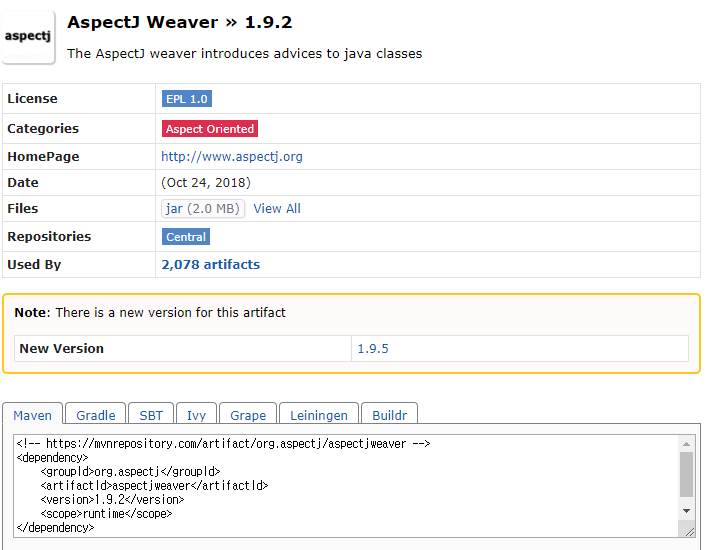 aspectj
AspectJ Weaver » 1.9.2
The AspectJ weaver introduces advices to java classes
License EPL 1.0
Categories Aspect Oriented
HomePage http://www.aspectj.org
Date (Oct 24, 2018)
Files jar (2.0 MB) View All
Repositories Central
Used By 2,078 artifacts
Note: There is a new version for this artifact
New Version 1.9.5
Maven Gradle SBT Ivy Grape Leiningen Buildr
<!-- https://mvnrepository.com/artifact/org.aspectj/aspectjweaver -->
<dependency>
    <groupId>org.aspectj</groupId>
    <artifactId>aspectjweaver</artifactId>
    <version>1.9.2</version>
    <scope>runtime</scope>
</dependency>